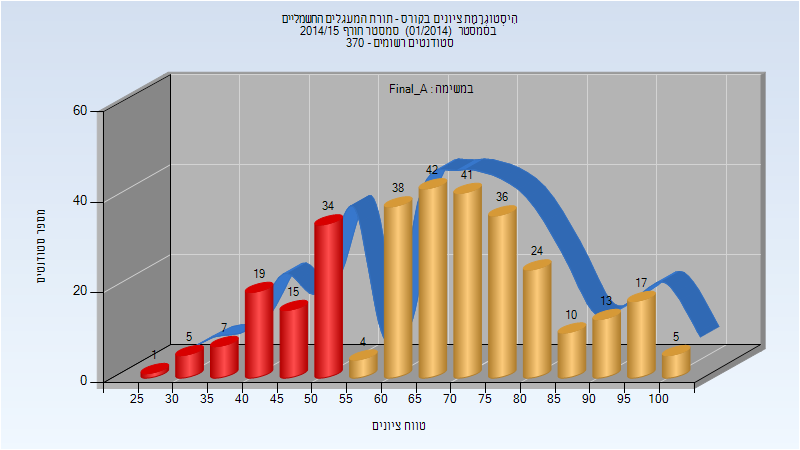 היסטוגרמת ציונים בקורס - תורת המעגלים החשמליים
בסמסטר (01/2014) סמסטר חורף 2014/15
סטודנטים רשומים - 370
במשימה : Final_A
מספר סטודנטים
60
40
20
0
1
5
7
19
15
34
4
38
42
41
36
24
10
13
17
5
25 30 35 40 45 50 55 60 65 70 75 80 85 90 95 100
טווח ציונים